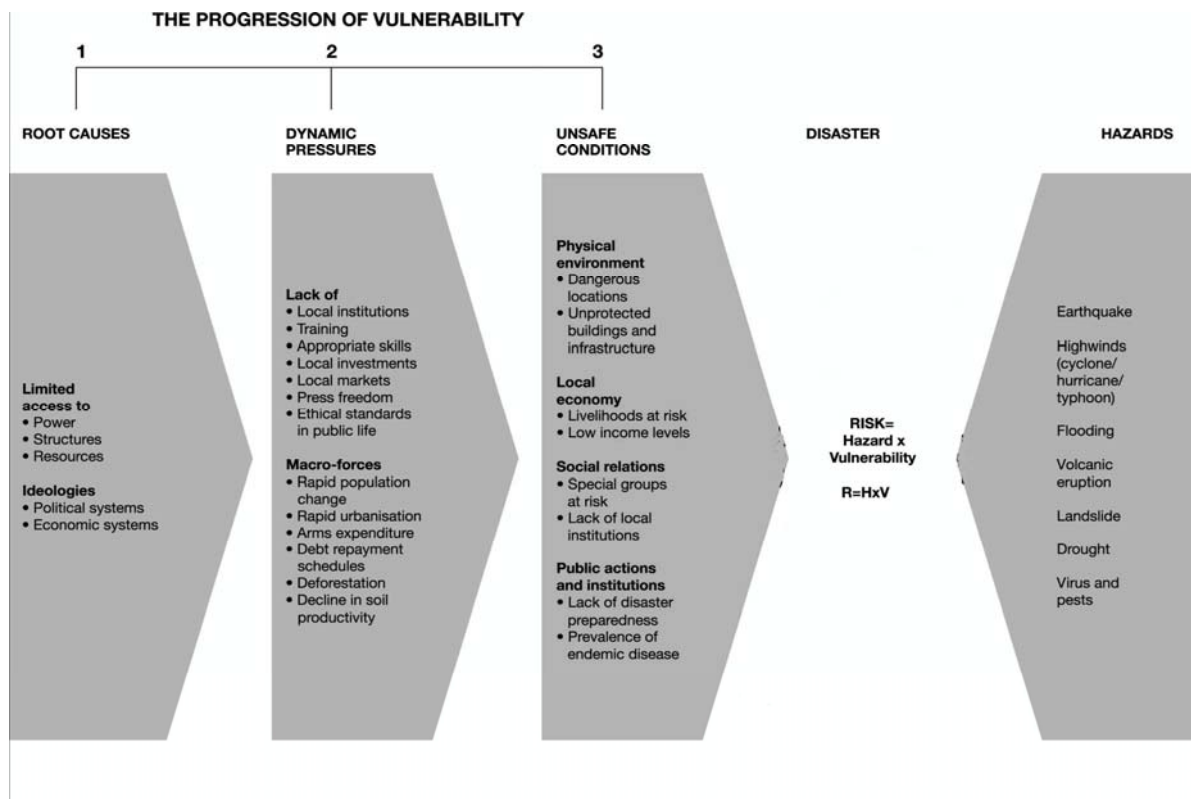 THE PROGRESSION OF VULNERABILITY
1
2
3
ROOT CAUSES
DYNAMIC
PRESSURES
UNSAFE
CONDITIONS
DISASTER
HAZARDS
Limited
access to
• Power
• Structures
• Resources
Ideologies
• Political systems
• Economic systems
Lack of
• Local institutions
• Training
• Appropriate skills
• Local investments
• Local markets
• Press freedom
• Ethical standards
in public life
Macro-forces
• Rapid population
change
• Rapid urbanisation
• Arms expenditure
• Debt repayment
schedules
• Deforestation
• Decline in soil
productivity
Physical
environment
• Dangerous
locations
• Unprotected
buildings and
infrastructure
Local
economy
• Livelihoods at risk
• Low income levels
Social relations
• Special groups
at risk
• Lack of local
institutions
Public actions
and institutions
• Lack of disaster
preparedness
• Prevalence of
endemic disease
RISK=
Hazard x
Vulnerability
R=HxV
Earthquake
Highwinds
(cyclone/
hurricane/
typhoon)
Flooding
Volcanic
eruption
Landslide
Drought
Virus and
pests